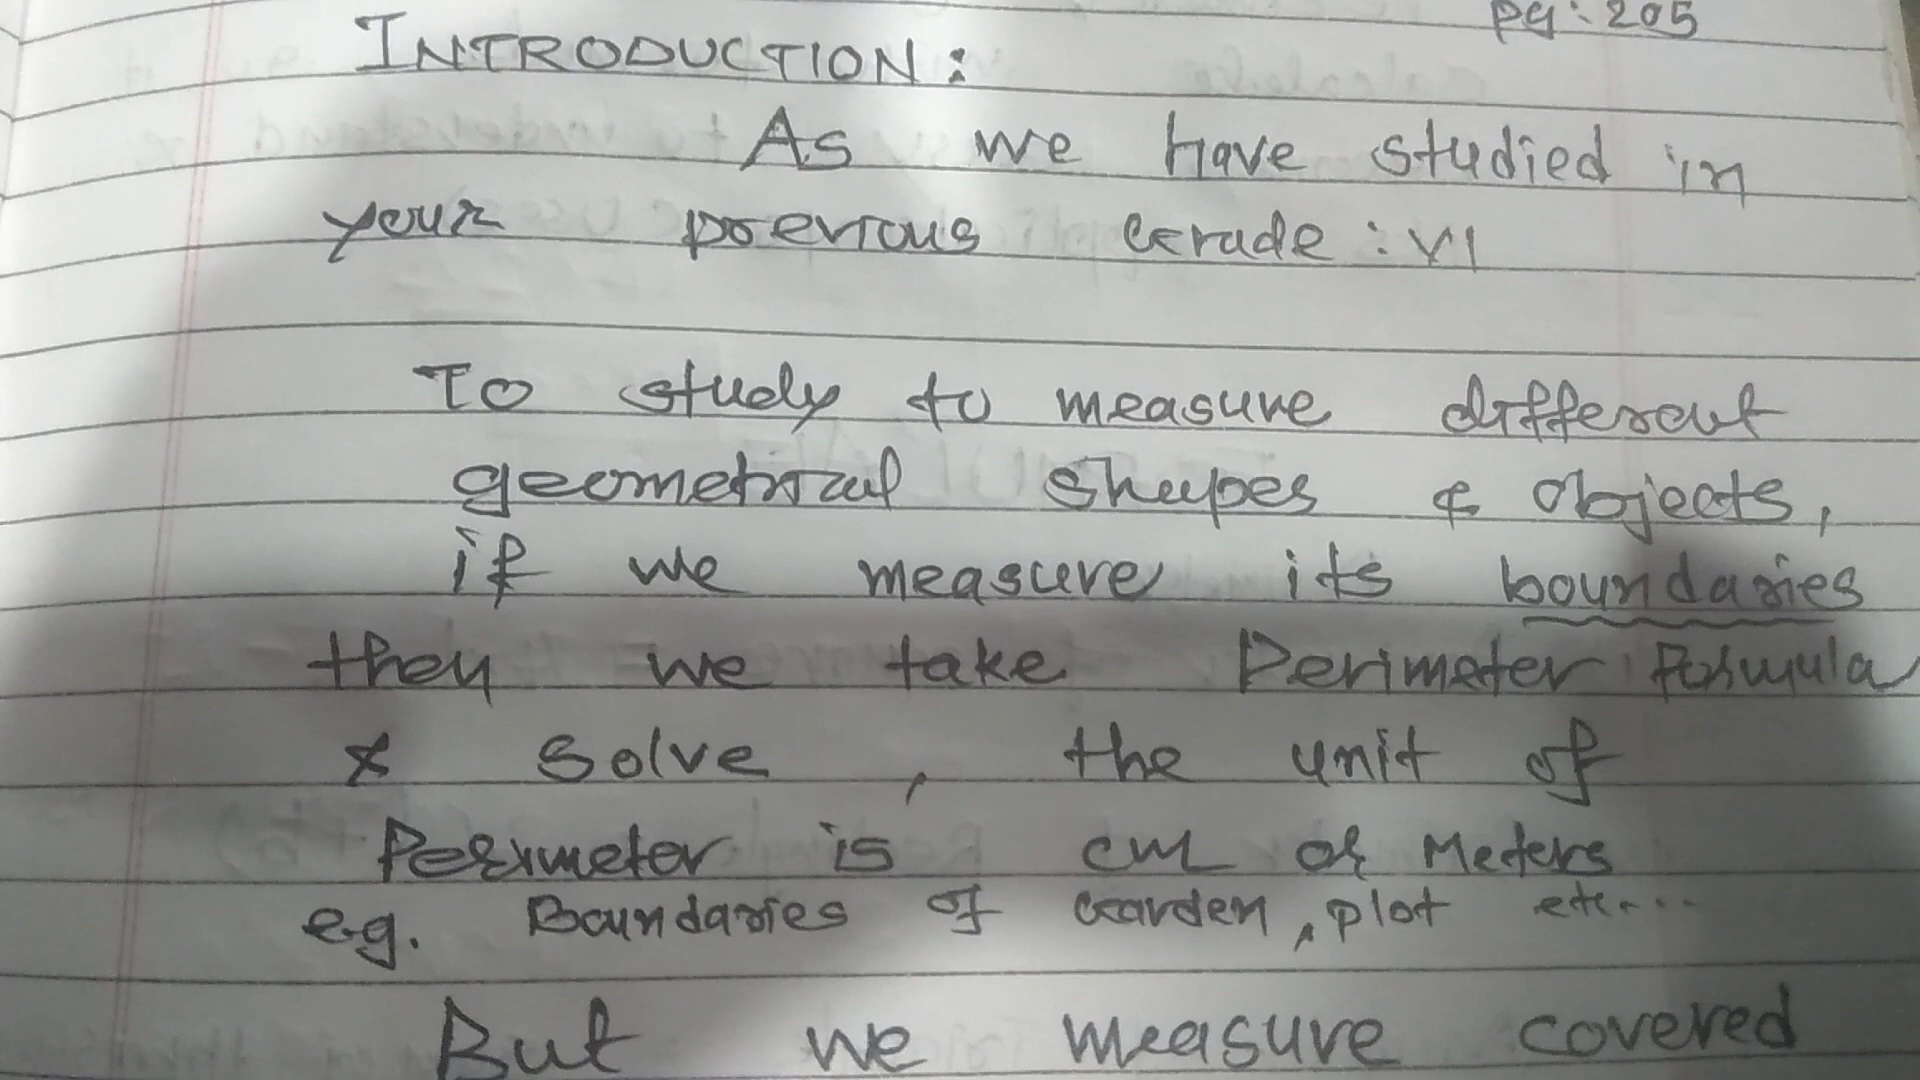 pg: 205
INTRODUCTION:
As we have studied in
your previous Grade: VI
To study to measure different
geometrical shapes & objects,
if we measure its boundaries
then we take Perimeter formula
& solve, the unit of
Perimeter is cm or Meters
e.g. Boundaries of Garden, plot etc....
But we measure covered